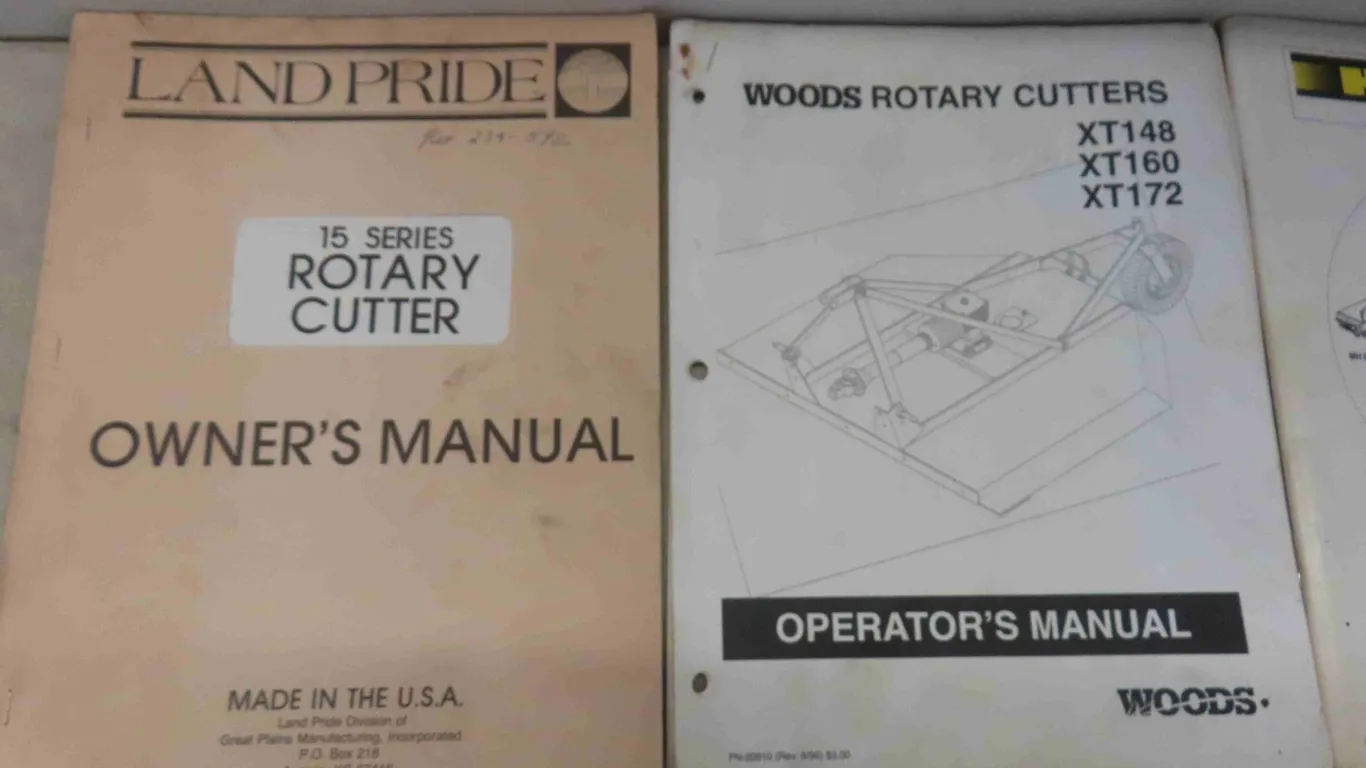 LAND PRIDE
15 SERIES
ROTARY
CUTTER
OWNER'S MANUAL
MADE IN THE U.S.A.
Land Pride Division of
Great Plains Manufacturing, Incorporated
P.O. Box 218
WOODS ROTARY CUTTERS
XT148
XT160
XT172
OPERATOR'S MANUAL
WOODS